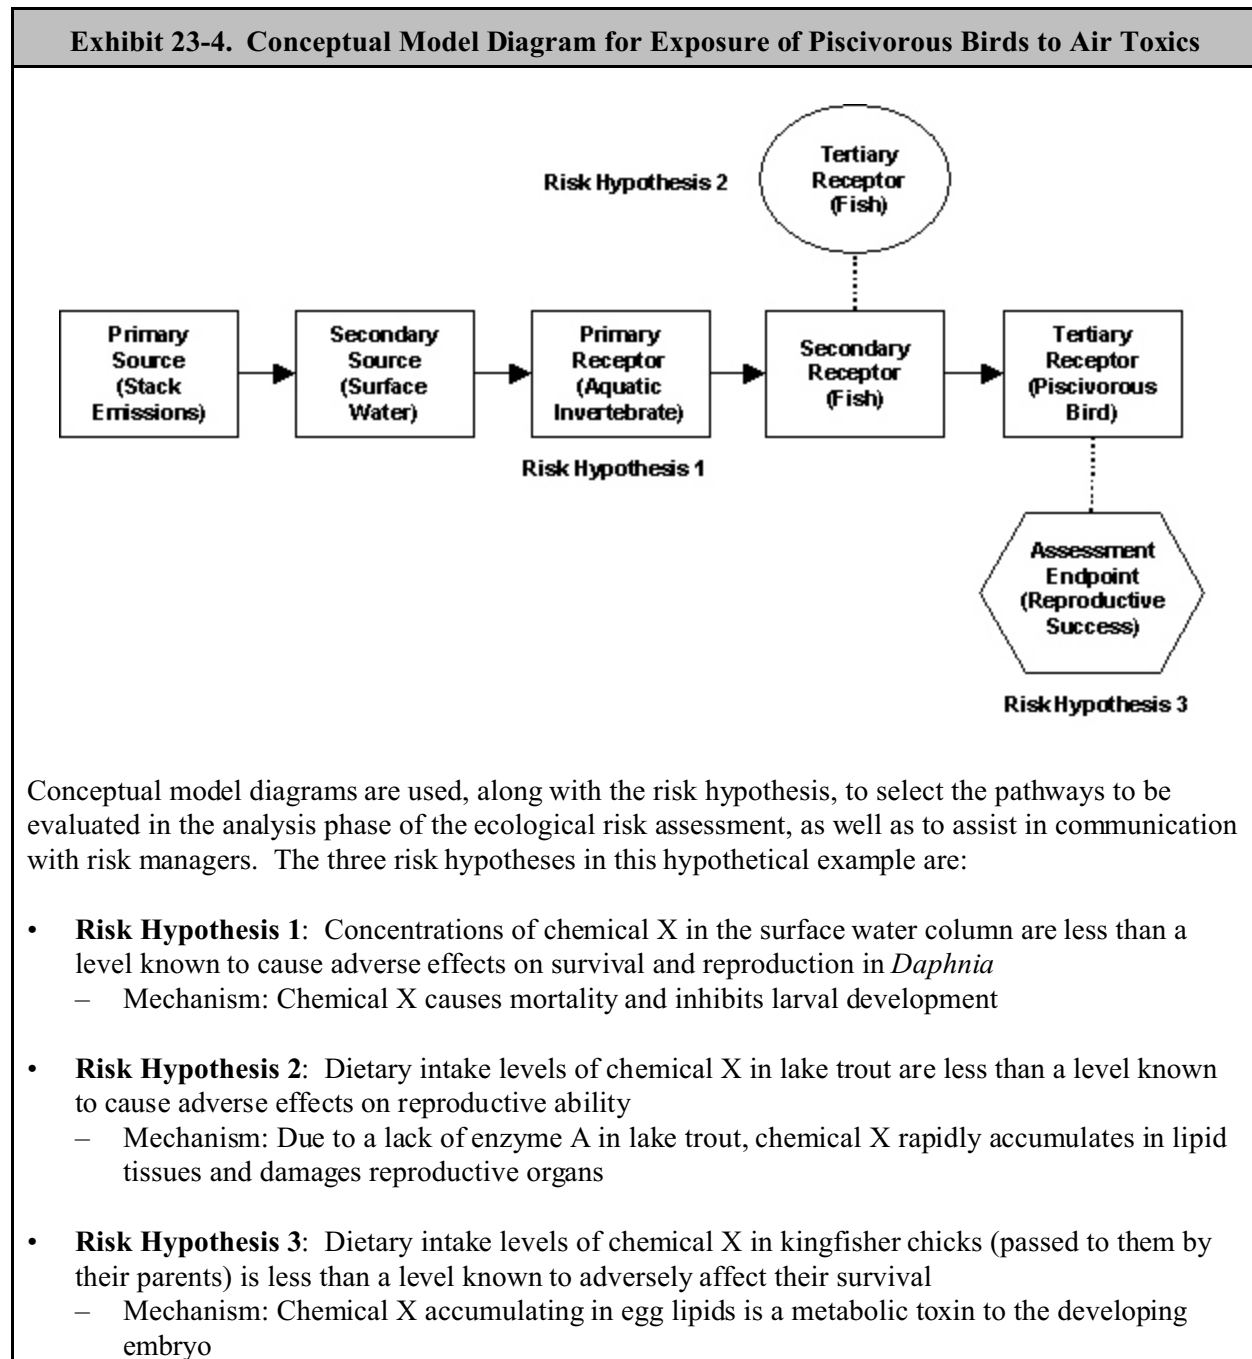 Exhibit 23-4. Conceptual Model Diagram for Exposure of Piscivorous Birds to Air Toxics
Risk Hypothesis 2
Tertiary
Receptor
(Fish)
Primary
Source
(Stack
Emissions)
Secondary
Source
(Surface
Water)
Primary
Receptor
(Aquatic
Invertebrate)
Secondary
Receptor
(Fish)
Tertiary
Receptor
(Piscivorous
Bird)
Risk Hypothesis 1
Assessment
Endpoint
(Reproductive
Success)
Risk Hypothesis 3
Conceptual model diagrams are used, along with the risk hypothesis, to select the pathways to be
evaluated in the analysis phase of the ecological risk assessment, as well as to assist in communication
with risk managers. The three risk hypotheses in this hypothetical example are:
• Risk Hypothesis 1: Concentrations of chemical X in the surface water column are less than a
level known to cause adverse effects on survival and reproduction in Daphnia
– Mechanism: Chemical X causes mortality and inhibits larval development
• Risk Hypothesis 2: Dietary intake levels of chemical X in lake trout are less than a level known
to cause adverse effects on reproductive ability
– Mechanism: Due to a lack of enzyme A in lake trout, chemical X rapidly accumulates in lipid
tissues and damages reproductive organs
• Risk Hypothesis 3: Dietary intake levels of chemical X in kingfisher chicks (passed to them by
their parents) is less than a level known to adversely affect their survival
– Mechanism: Chemical X accumulating in egg lipids is a metabolic toxin to the developing
embryo